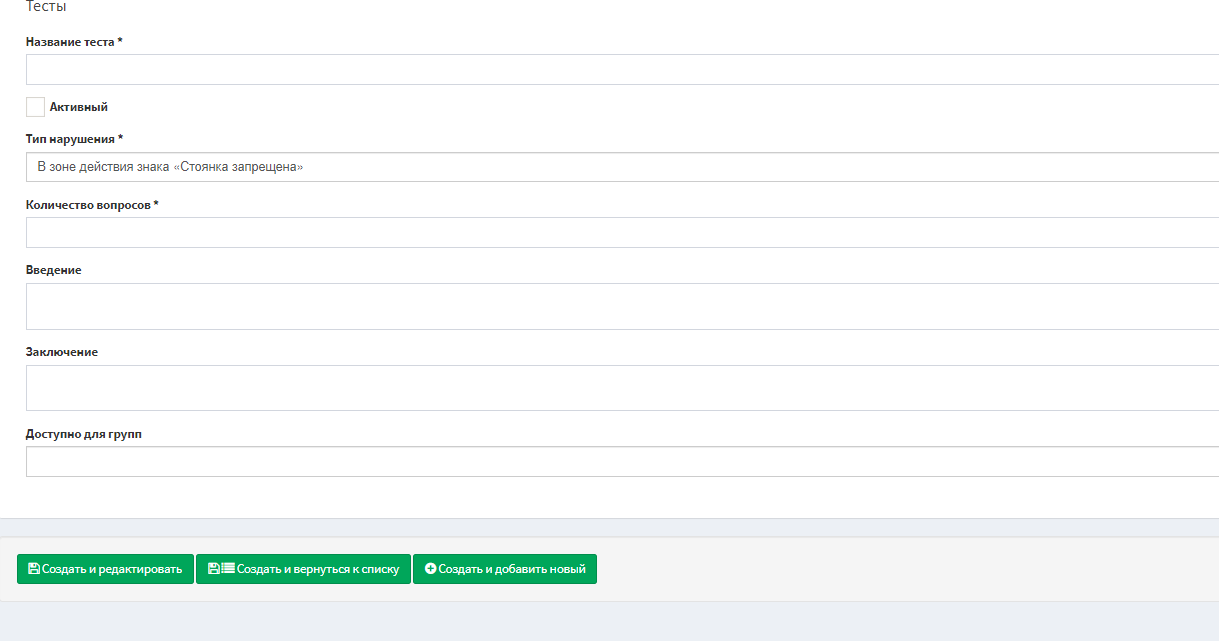 Тесты
Название теста *
Активный
Тип нарушения *
В зоне действия знака «Стоянка запрещена»
Количество вопросов *
Введение
Заключение
Доступно для групп
Создать и редактировать Создать и вернуться к списку Создать и добавить новый